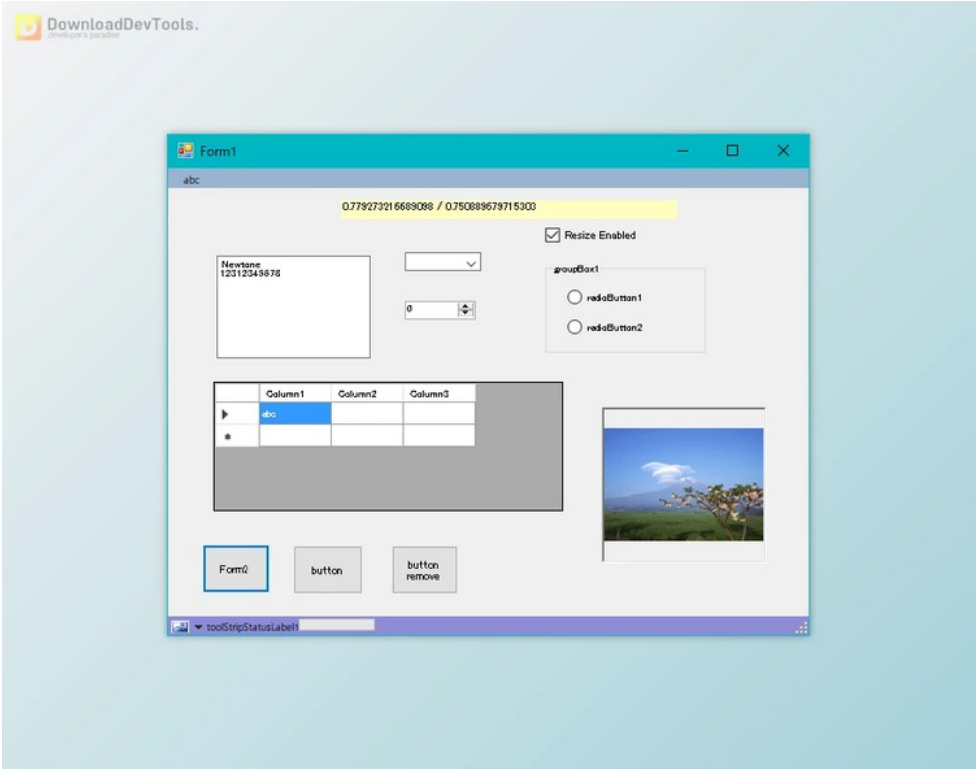 DownloadDevTools.
developer's paradise
Form1
abc
0.779273216689098 / 0.750889679715303
Resize Enabled
Newtone
12312345678
groupBox1
0
radioButton1
radioButton2
Column1 Column2 Column3
abc
Form2
button
button
remove
toolStripStatusLabel1